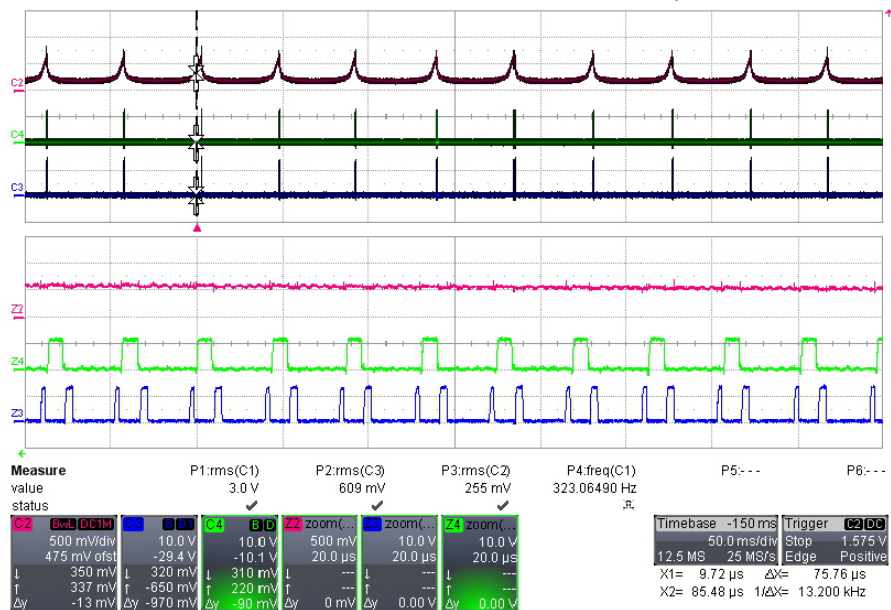 C2
C4
C3
Z2
Z4
Z3
Measure P1:rms(C1) P2:rms(C3) P3:rms(C2) P4:freq(C1) P5:- - - P6:- - -
value 3.0 V 609 mV 255 mV 323.06490 Hz
status
C2 BwL DC1M
500 mV/div
475 mV ofst
↓ 350 mV
↑ 337 mV
Δy -13 mV
C3 B D1
10.0 V
-29.4 V
↓ 320 mV
↑ -650 mV
Δy -970 mV
C4 B D
10.0 V
-10.1 V
↓ 310 mV
↑ 220 mV
Δy -90 mV
Z2 zoom(...
500 mV
20.0 µs
↓ ---
↑ ---
Δy 0 mV
Z3 zoom(...
10.0 V
20.0 µs
↓ ---
↑ ---
Δy 0.00 V
Z4 zoom(...
10.0 V
20.0 µs
↓ ---
↑ ---
Δy 0.00 V
Timebase -150 ms
50.0 ms/div
12.5 MS 25 MS/s
Trigger C2 DC
Stop 1.575 V
Edge Positive
X1= 9.72 µs ΔX= 75.76 µs
X2= 85.48 µs 1/ΔX= 13.200 kHz